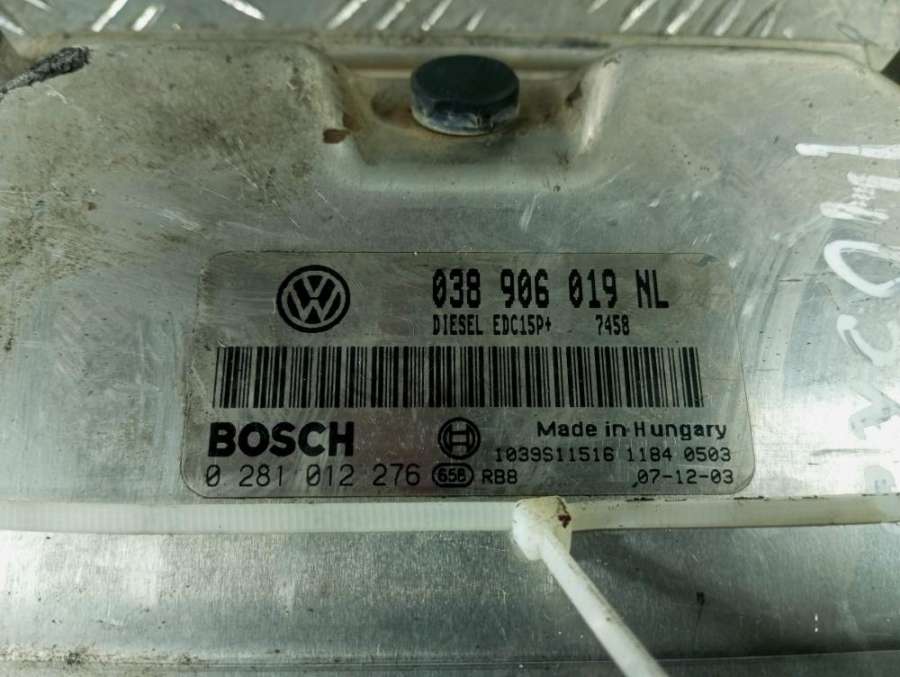 038 906 019 NL
DIESEL EDC15P+ 7458
BOSCH
Made in Hungary
1039S11516 1184 0503
0 281 012 276 658 RB8 07-12-03